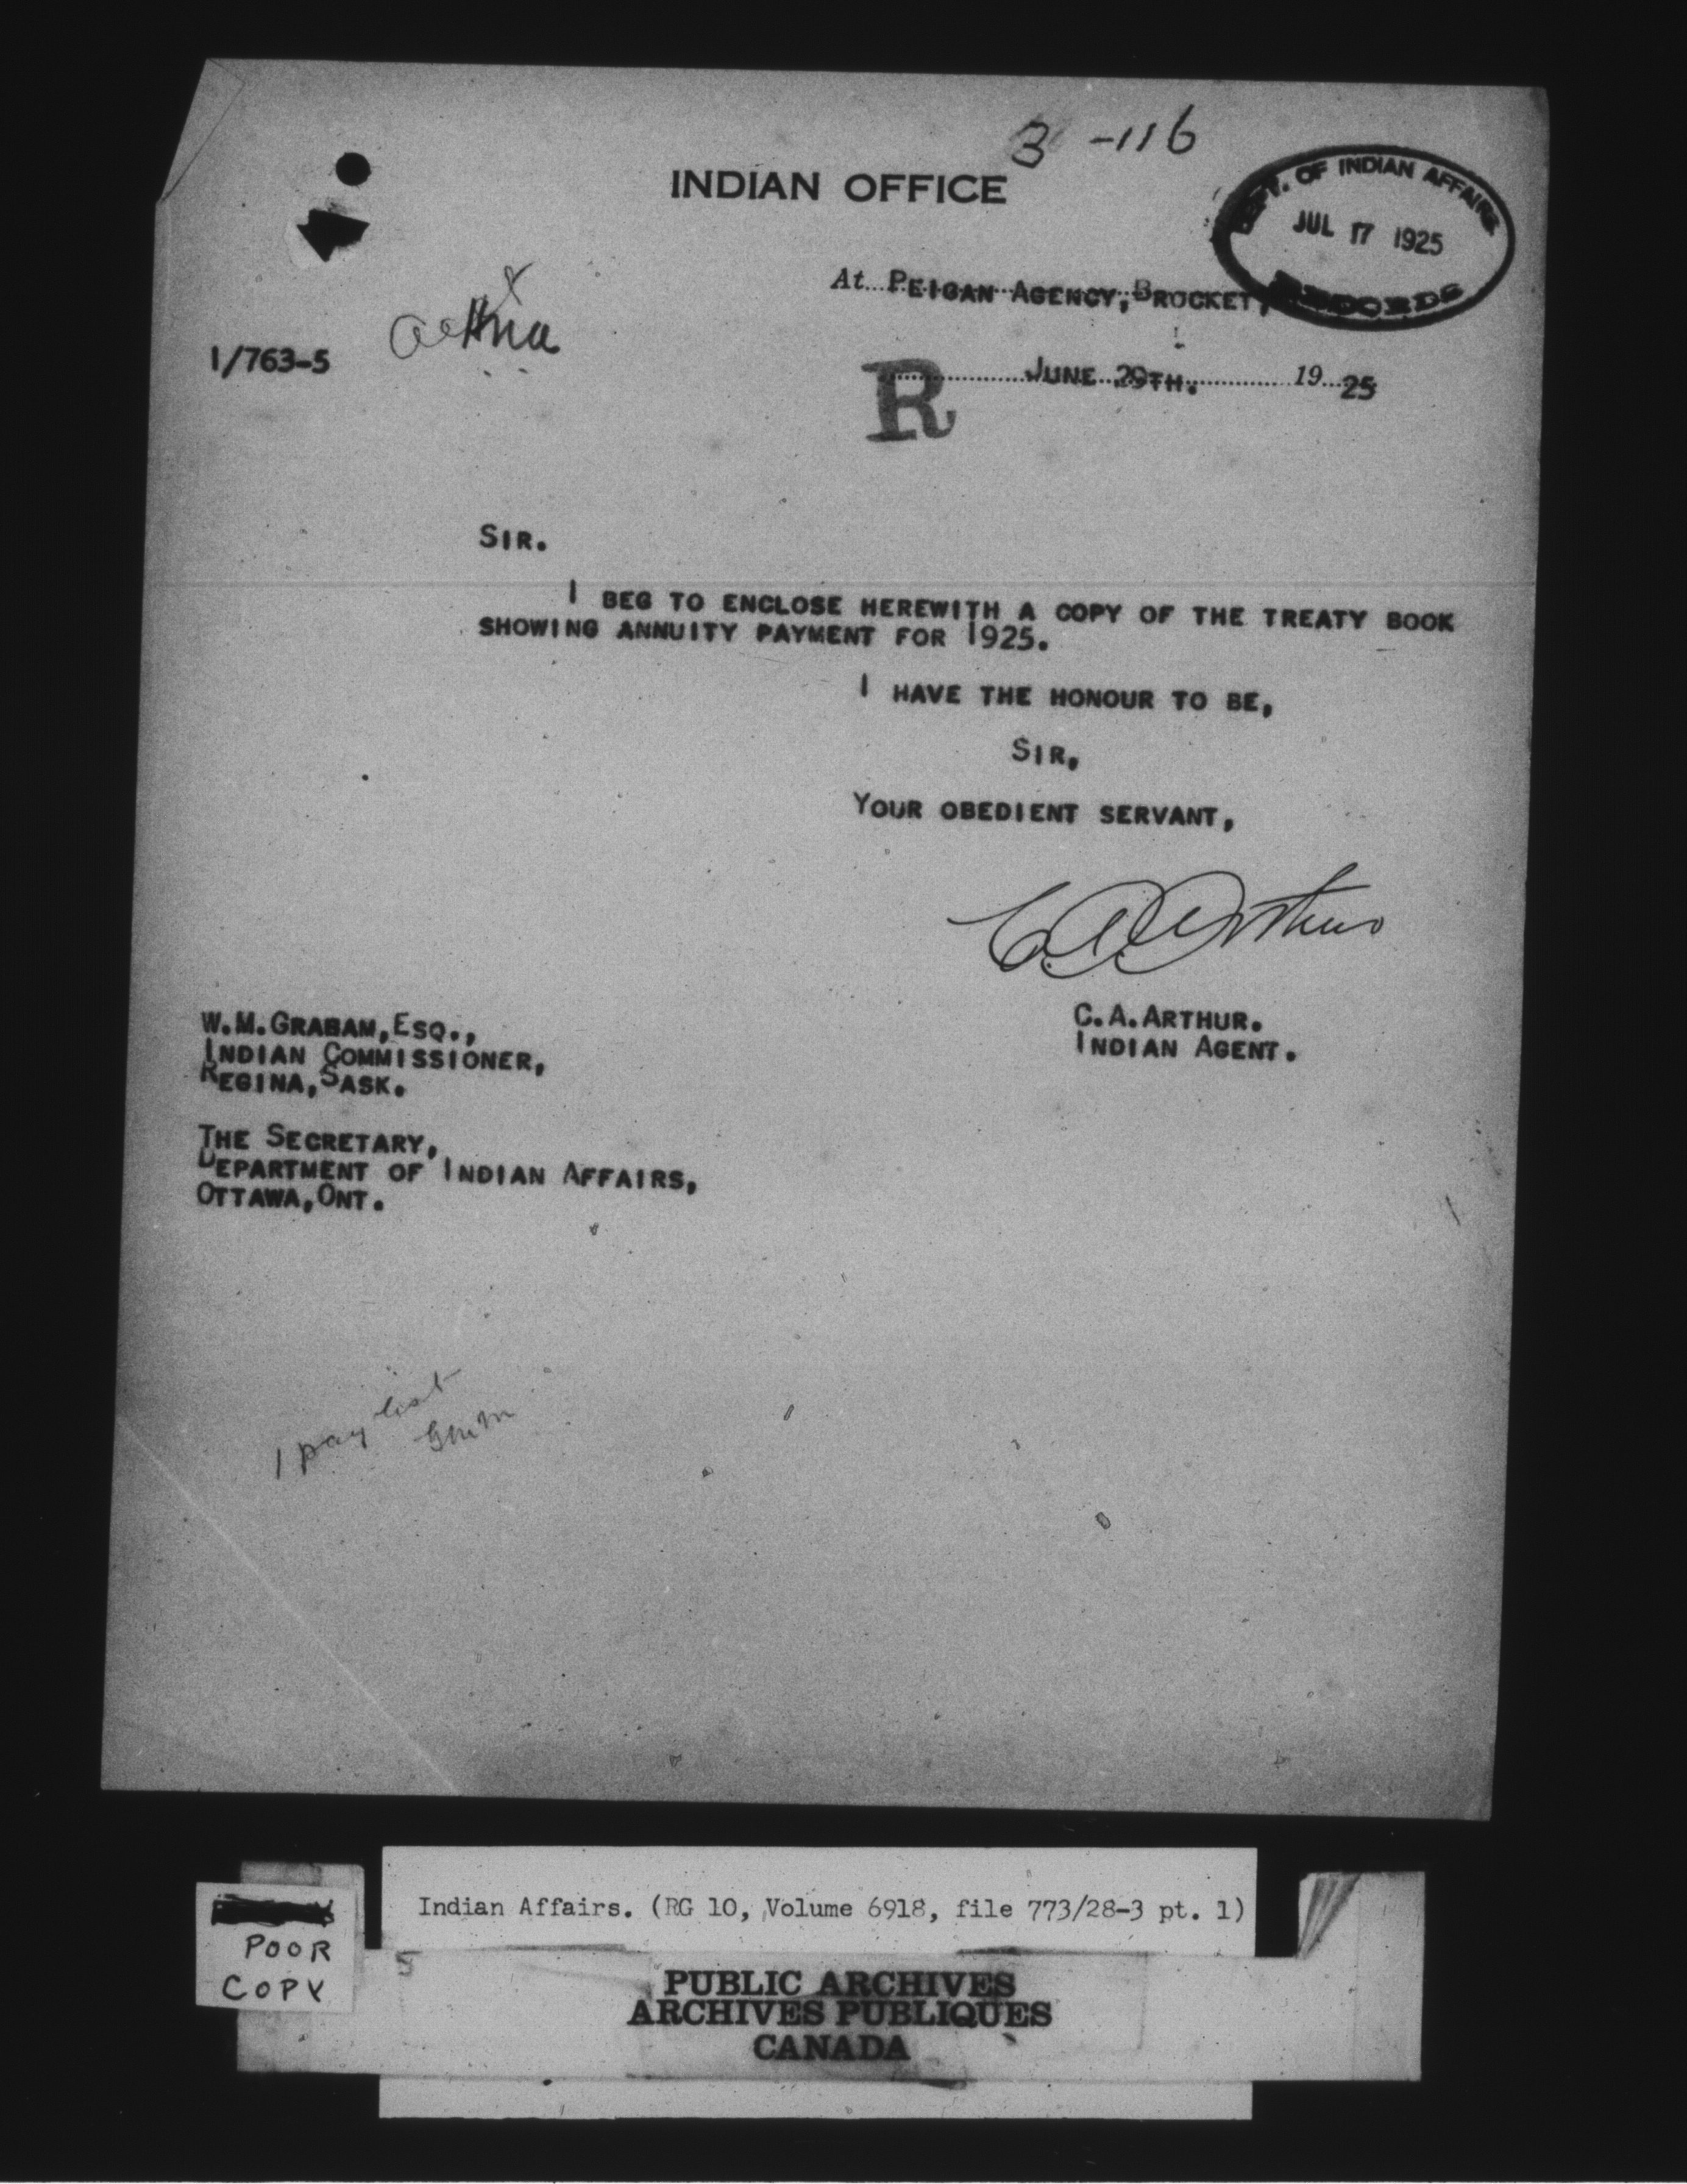 3 -116
INDIAN OFFICE
DEPT. OF INDIAN AFFAIRS
JUL 17 1925
RECORDS
At PEIGAN AGENCY, BROCKET,
1/763-5
R
JUNE 29TH. 19 25
SIR.
I BEG TO ENCLOSE HEREWITH A COPY OF THE TREATY BOOK
SHOWING ANNUITY PAYMENT FOR 1925.
I HAVE THE HONOUR TO BE,
SIR,
YOUR OBEDIENT SERVANT,
C A Arthur
C.A.ARTHUR.
INDIAN AGENT.
W.M.GRAHAM,ESQ.,
INDIAN COMMISSIONER,
REGINA,SASK.
THE SECRETARY,
DEPARTMENT OF INDIAN AFFAIRS,
OTTAWA,ONT.
1 pay list
Indian Affairs. (RG 10, Volume 6918, file 773/28-3 pt. 1)
POOR
COPY
PUBLIC ARCHIVES
ARCHIVES PUBLIQUES
CANADA